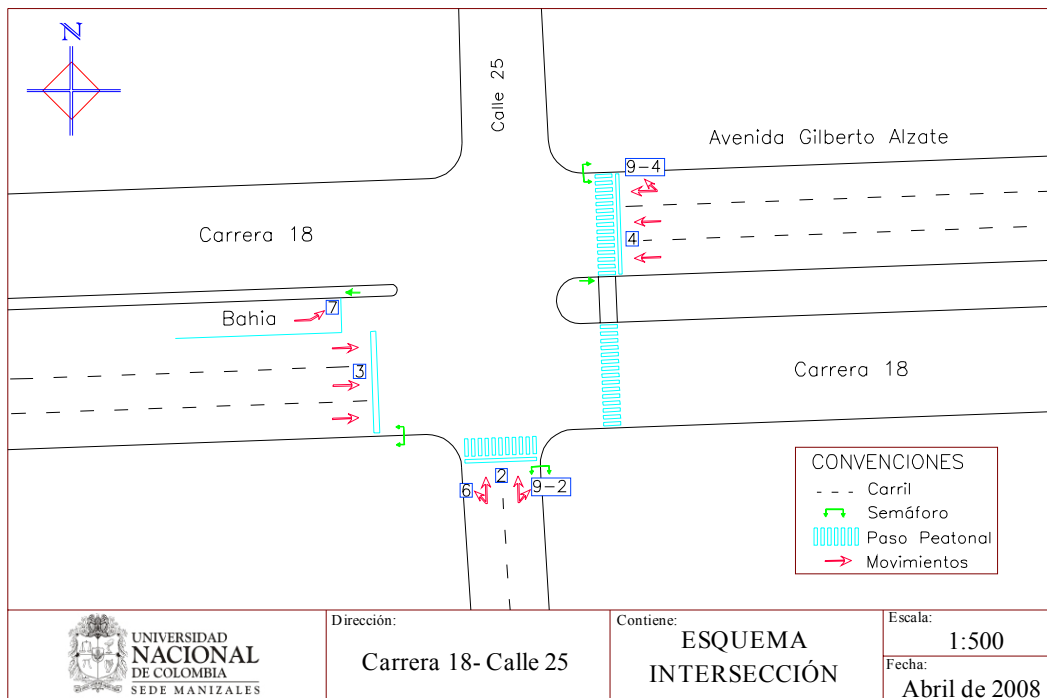 N
Calle 25
Avenida Gilberto Alzate
9-4
Carrera 18
4
7
Bahia
3
Carrera 18
2
6
9-2
CONVENCIONES
Carril
Semáforo
Paso Peatonal
Movimientos
UNIVERSIDAD
NACIONAL
DE COLOMBIA
SEDE MANIZALES
Dirección:
Carrera 18- Calle 25
Contiene:
ESQUEMA
INTERSECCIÓN
Escala:
1:500
Fecha:
Abril de 2008